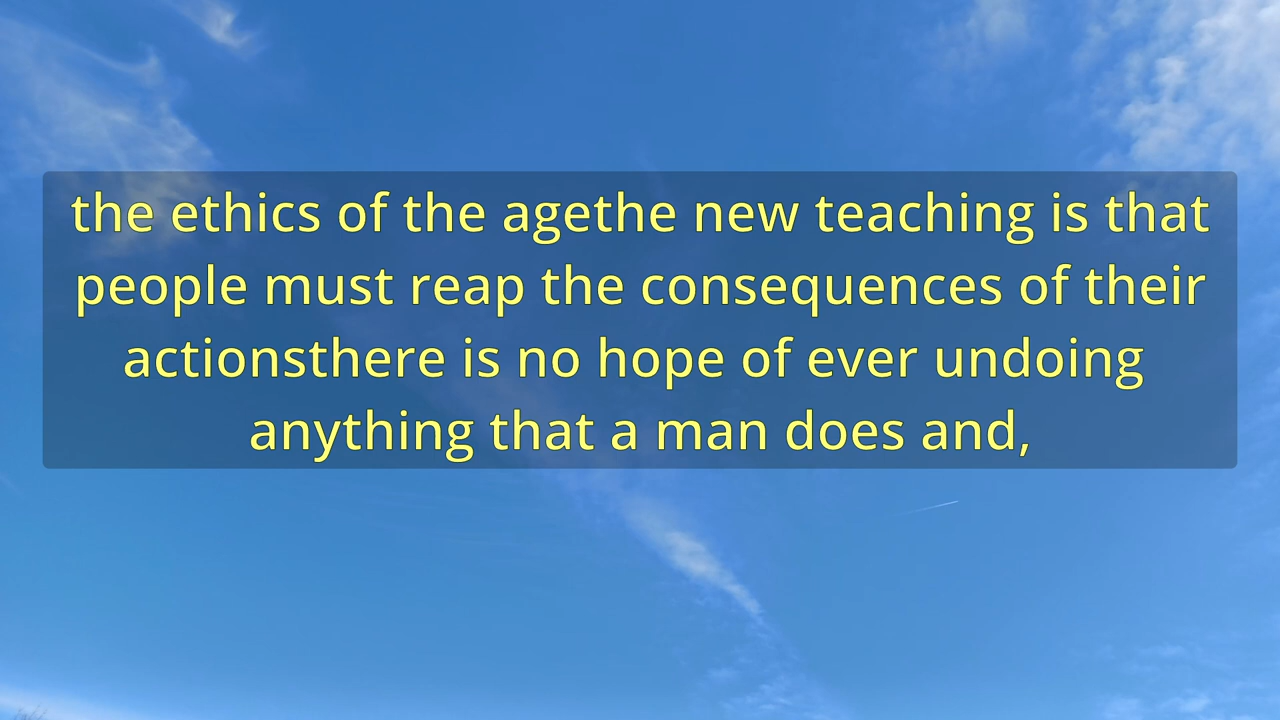 the ethics of the agethe new teaching is that
people must reap the consequences of their
actionsthere is no hope of ever undoing
anything that a man does and,